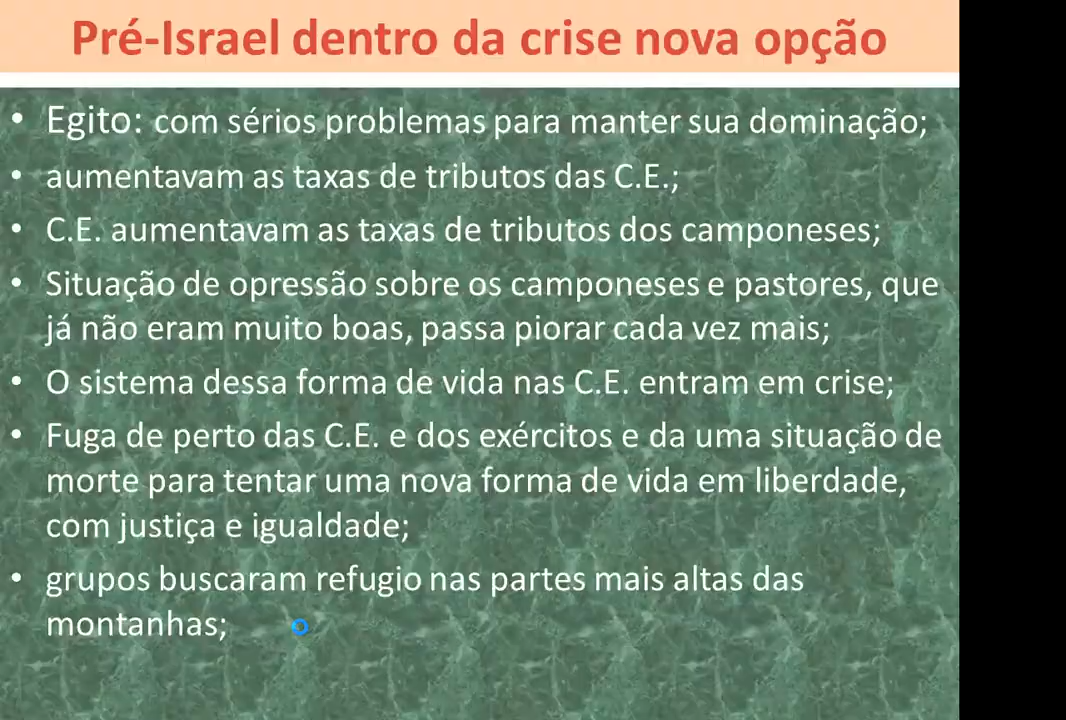 Pré-Israel dentro da crise nova opção
• Egito: com sérios problemas para manter sua dominação;
• aumentavam as taxas de tributos das C.E.;
• C.E. aumentavam as taxas de tributos dos camponeses;
• Situação de opressão sobre os camponeses e pastores, que
já não eram muito boas, passa piorar cada vez mais;
• O sistema dessa forma de vida nas C.E. entram em crise;
• Fuga de perto das C.E. e dos exércitos e da uma situação de
morte para tentar uma nova forma de vida em liberdade,
com justiça e igualdade;
• grupos buscaram refugio nas partes mais altas das
montanhas;